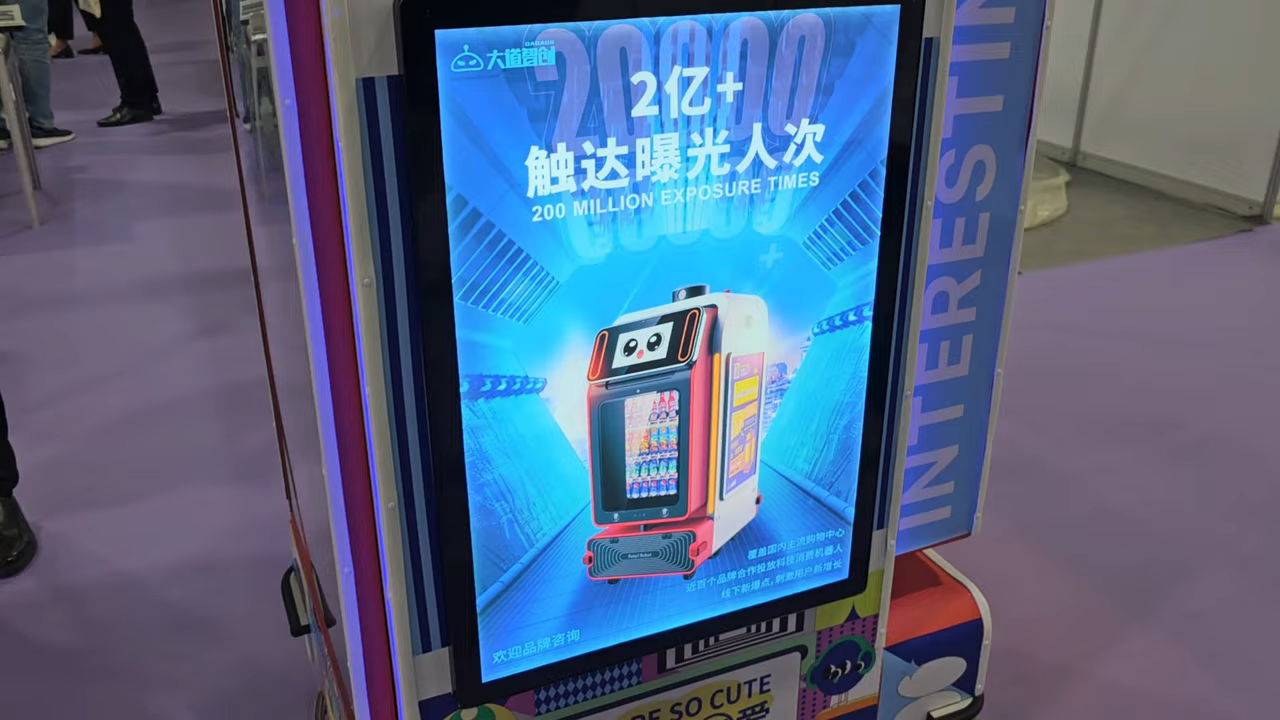 DADAON
大道智创
20000
2亿+
触达曝光人次
200 MILLION EXPOSURE TIMES
覆盖国内主流购物中心
近百个品牌合作投放科技消费机器人
线下新爆点,刺激用户新增长
欢迎品牌咨询
BE SO CUTE
INTERESTIN